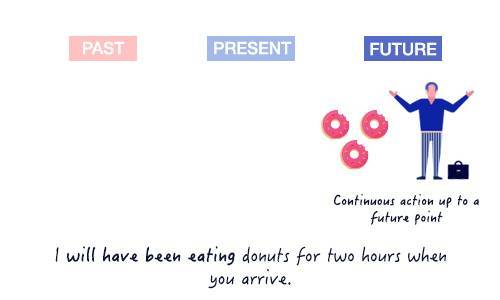 PAST PRESENT FUTURE
Continuous action up to a
future point
I will have been eating donuts for two hours when
you arrive.